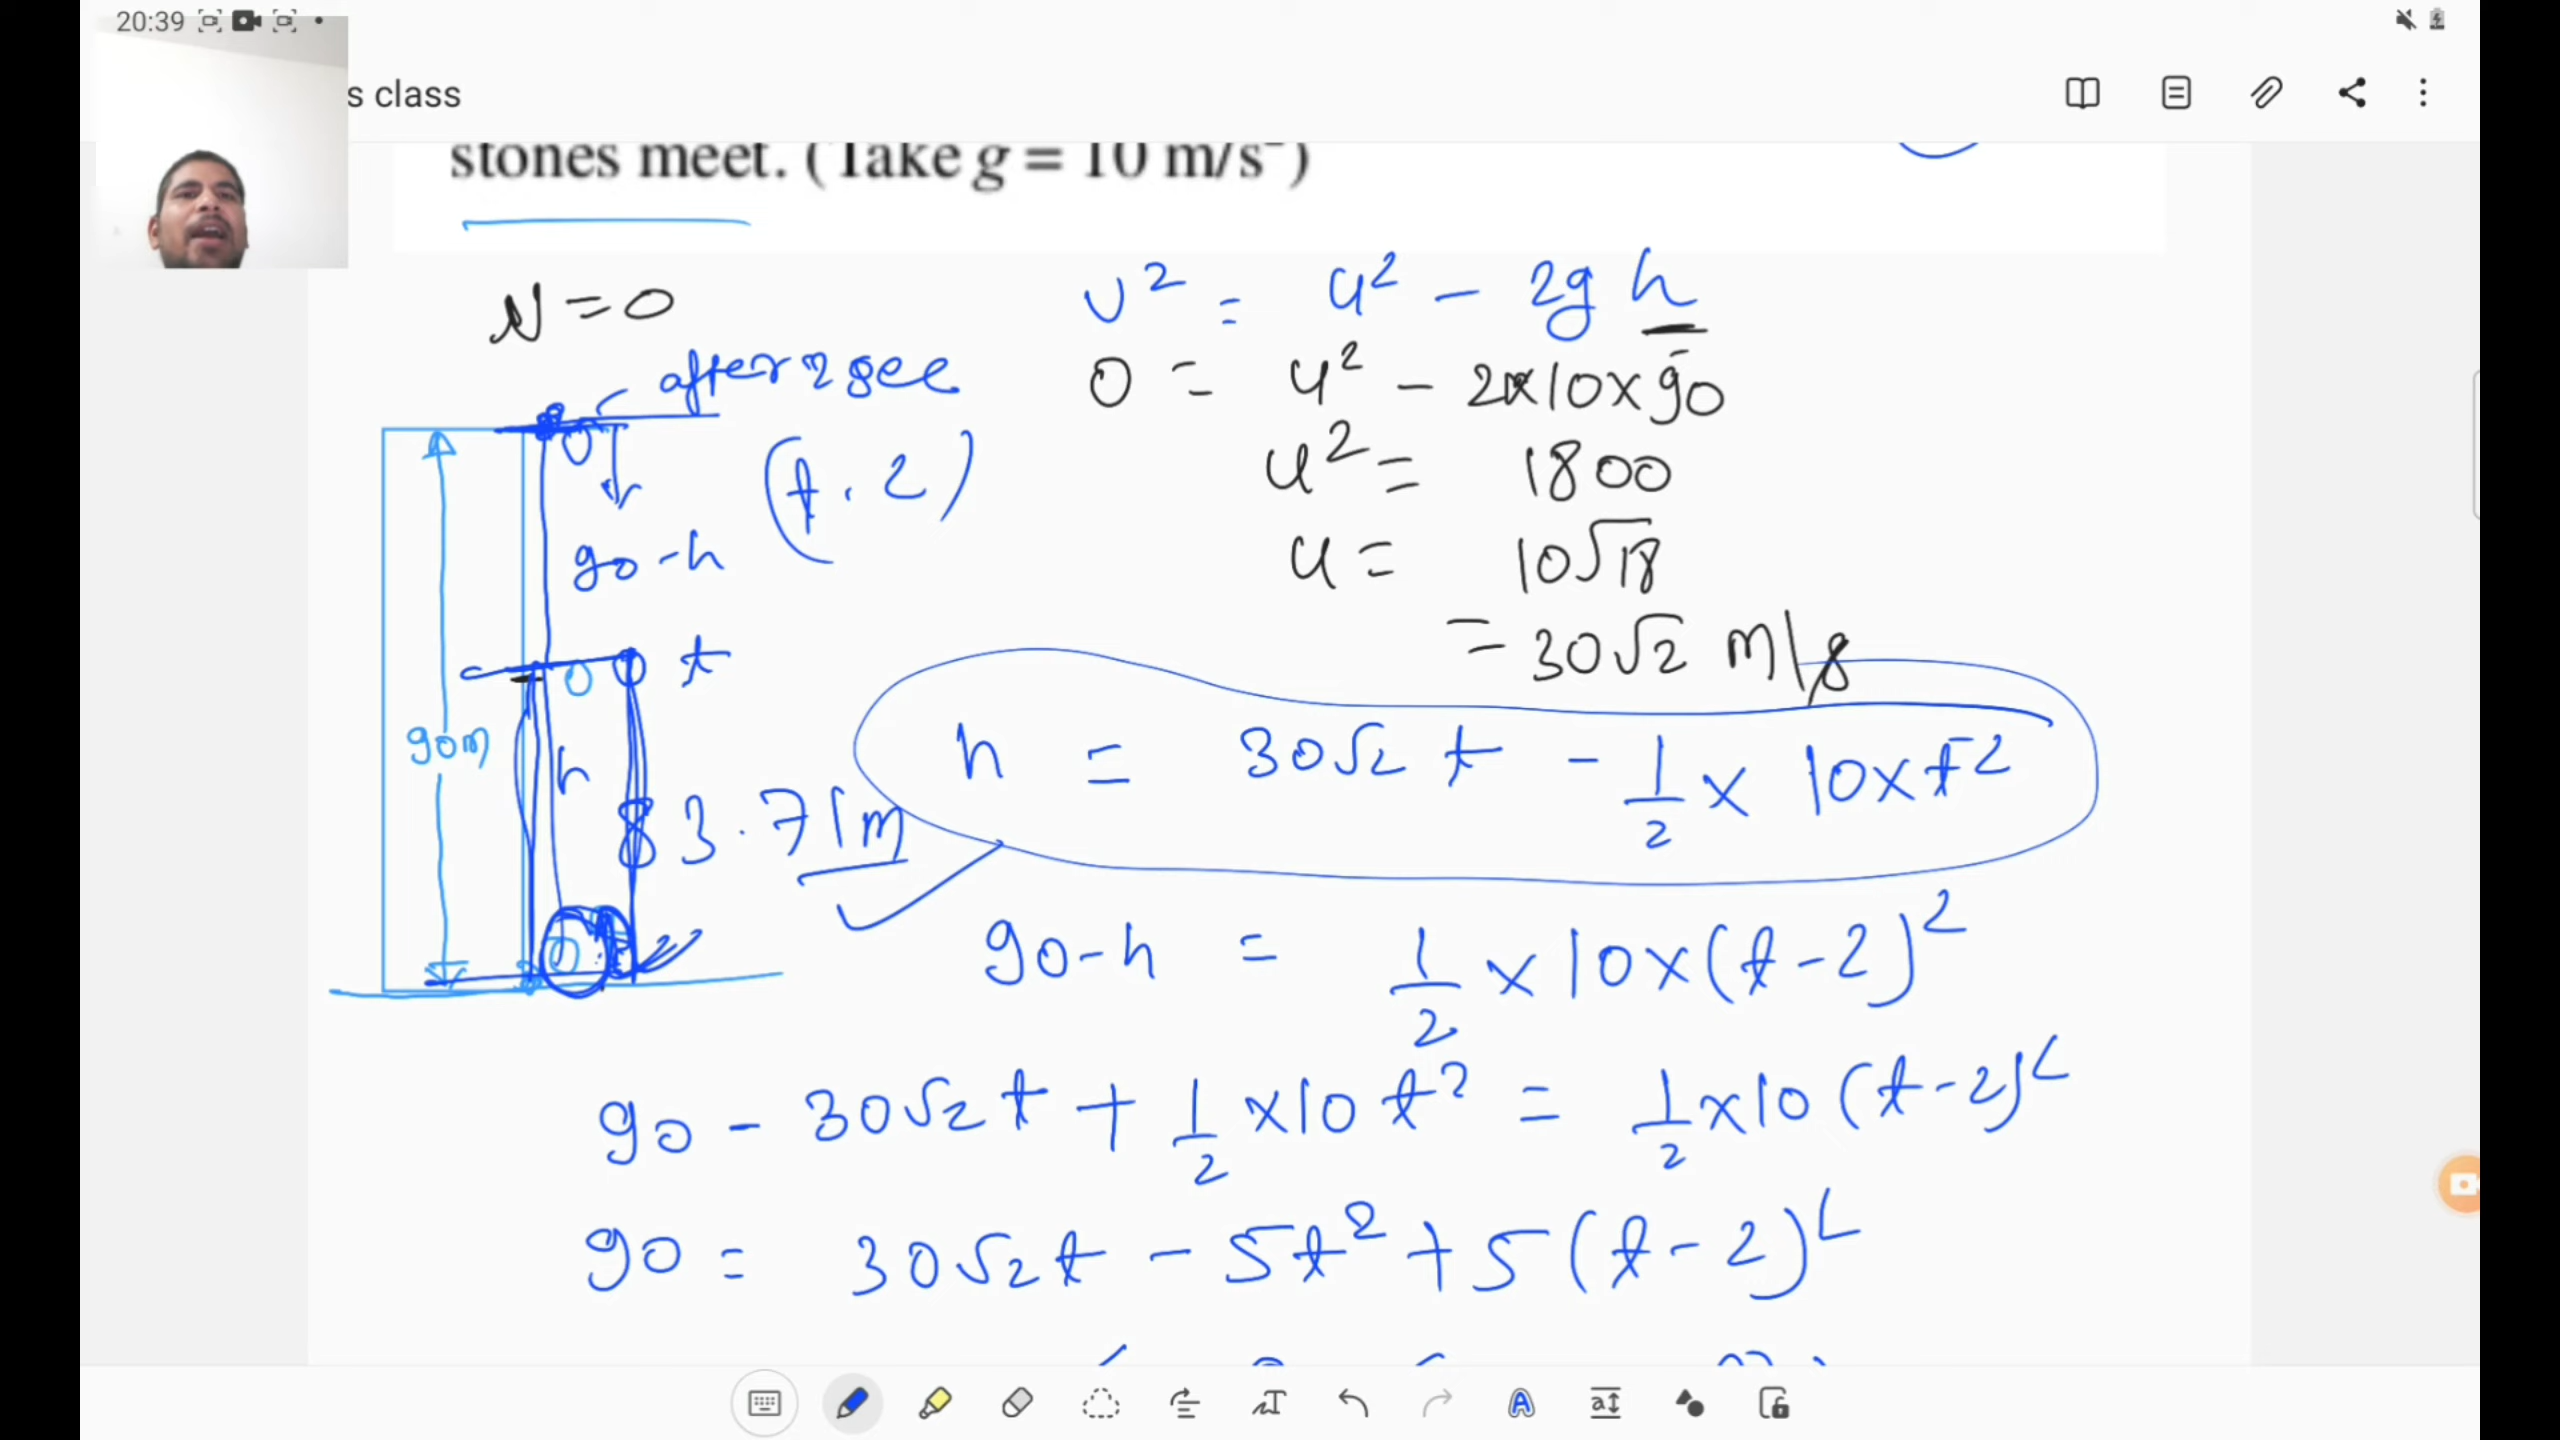 20:39
s class
stones meet. (Take g = 10 m/s²)
v = 0
v² = u² - 2gh
after 2 sec
0 = u² - 2×10×90
(t.2)
u² = 1800
90-h
u = 10√18
= 30√2 m/s
t
90m
h
h = 30√2 t - 1/2 × 10×t²
83.71m
90-h = 1/2 × 10×(t-2)²
90 - 30√2 t + 1/2 ×10 t² = 1/2 ×10 (t-2)²
90 = 30√2 t - 5t² + 5(t-2)²